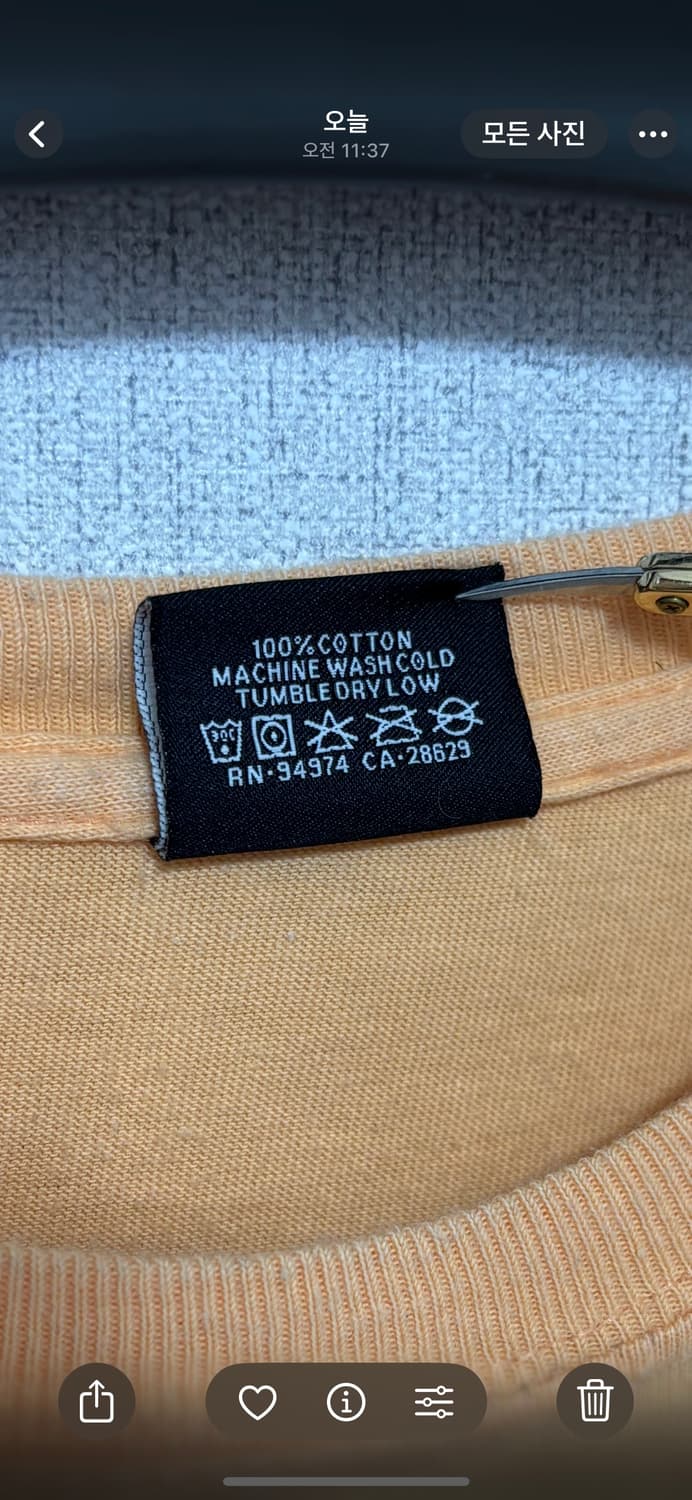 오늘
오전 11:37
모든 사진
100% COTTON
MACHINE WASH COLD
TUMBLE DRY LOW
30C
RN·94974 CA·28629